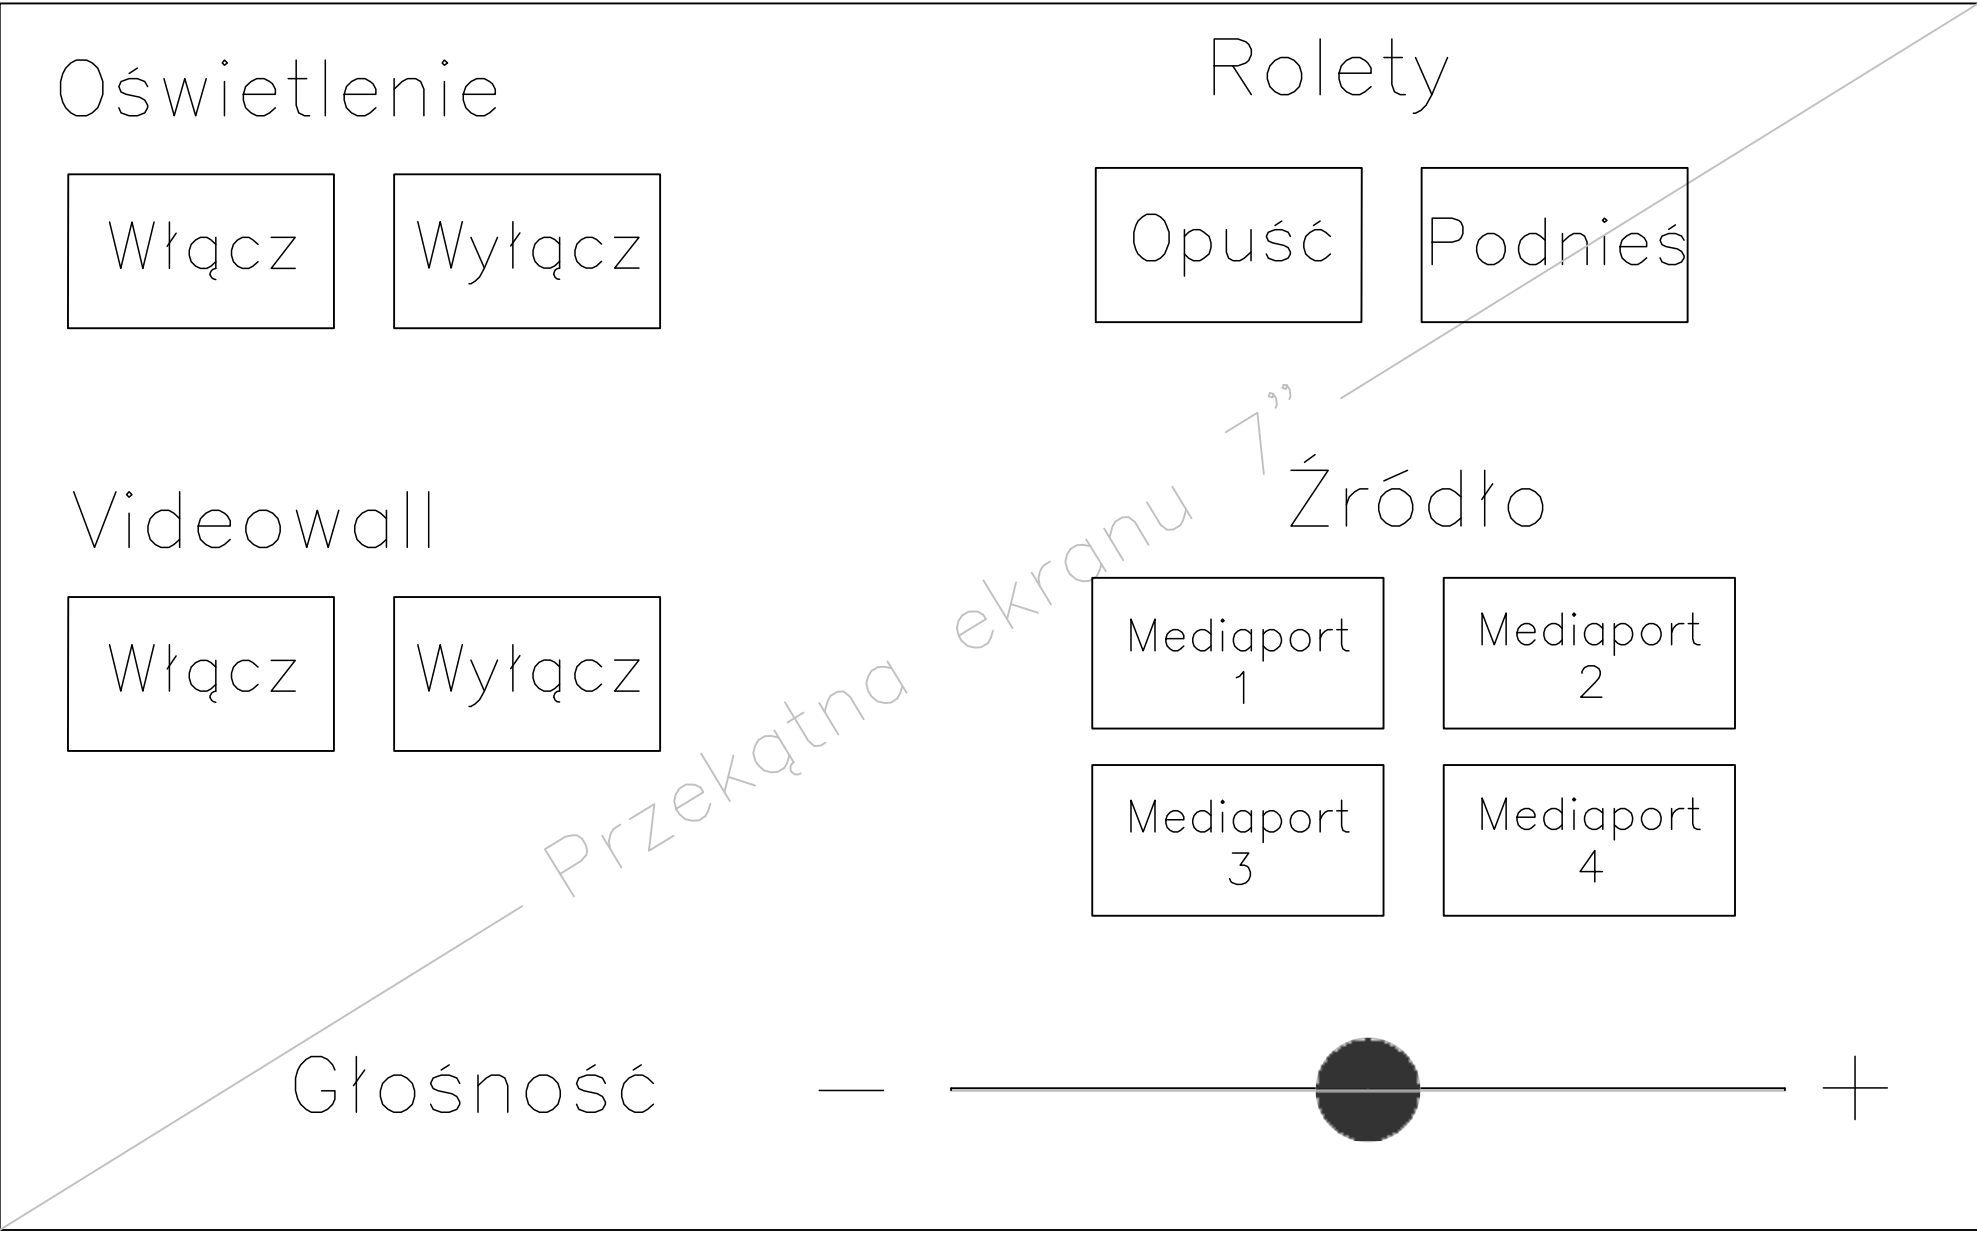 Oświetlenie
Włącz
Wyłącz
Rolety
Opuść
Podnieś
Videowall
Włącz
Wyłącz
Źródło
Mediaport
1
Mediaport
2
Mediaport
3
Mediaport
4
Przekątna ekranu 7”
Głośność
— +